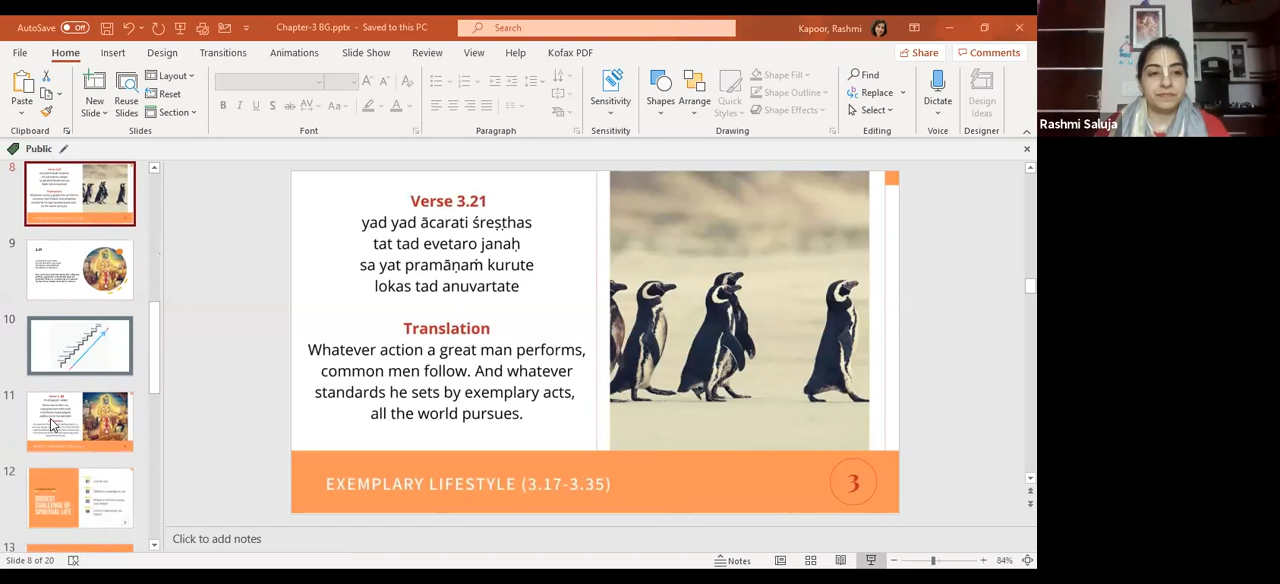 AutoSave Off Chapter-3 BG.pptx - Saved to this PC Search Kapoor, Rashmi
File Home Insert Design Transitions Animations Slide Show Review View Help Kofax PDF Share Comments
Paste New Slides Reuse Slides Layout Reset Section Sensitivity Shapes Arrange Quick Styles Shape Fill Shape Outline Shape Effects Find Replace Select Dictate Design Ideas
B I U S ab AV Aa A
Clipboard Slides Font Paragraph Sensitivity Drawing Editing Voice Designer
Rashmi Saluja
Public
8
9
10
11
12
13
Verse 3.21
yad yad ācarati śreṣṭhas
tat tad evetaro janaḥ
sa yat pramāṇaṁ kurute
lokas tad anuvartate
Translation
Whatever action a great man performs,
common men follow. And whatever
standards he sets by exemplary acts,
all the world pursues.
EXEMPLARY LIFESTYLE (3.17-3.35)
3
Click to add notes
Slide 8 of 20 Notes 84%